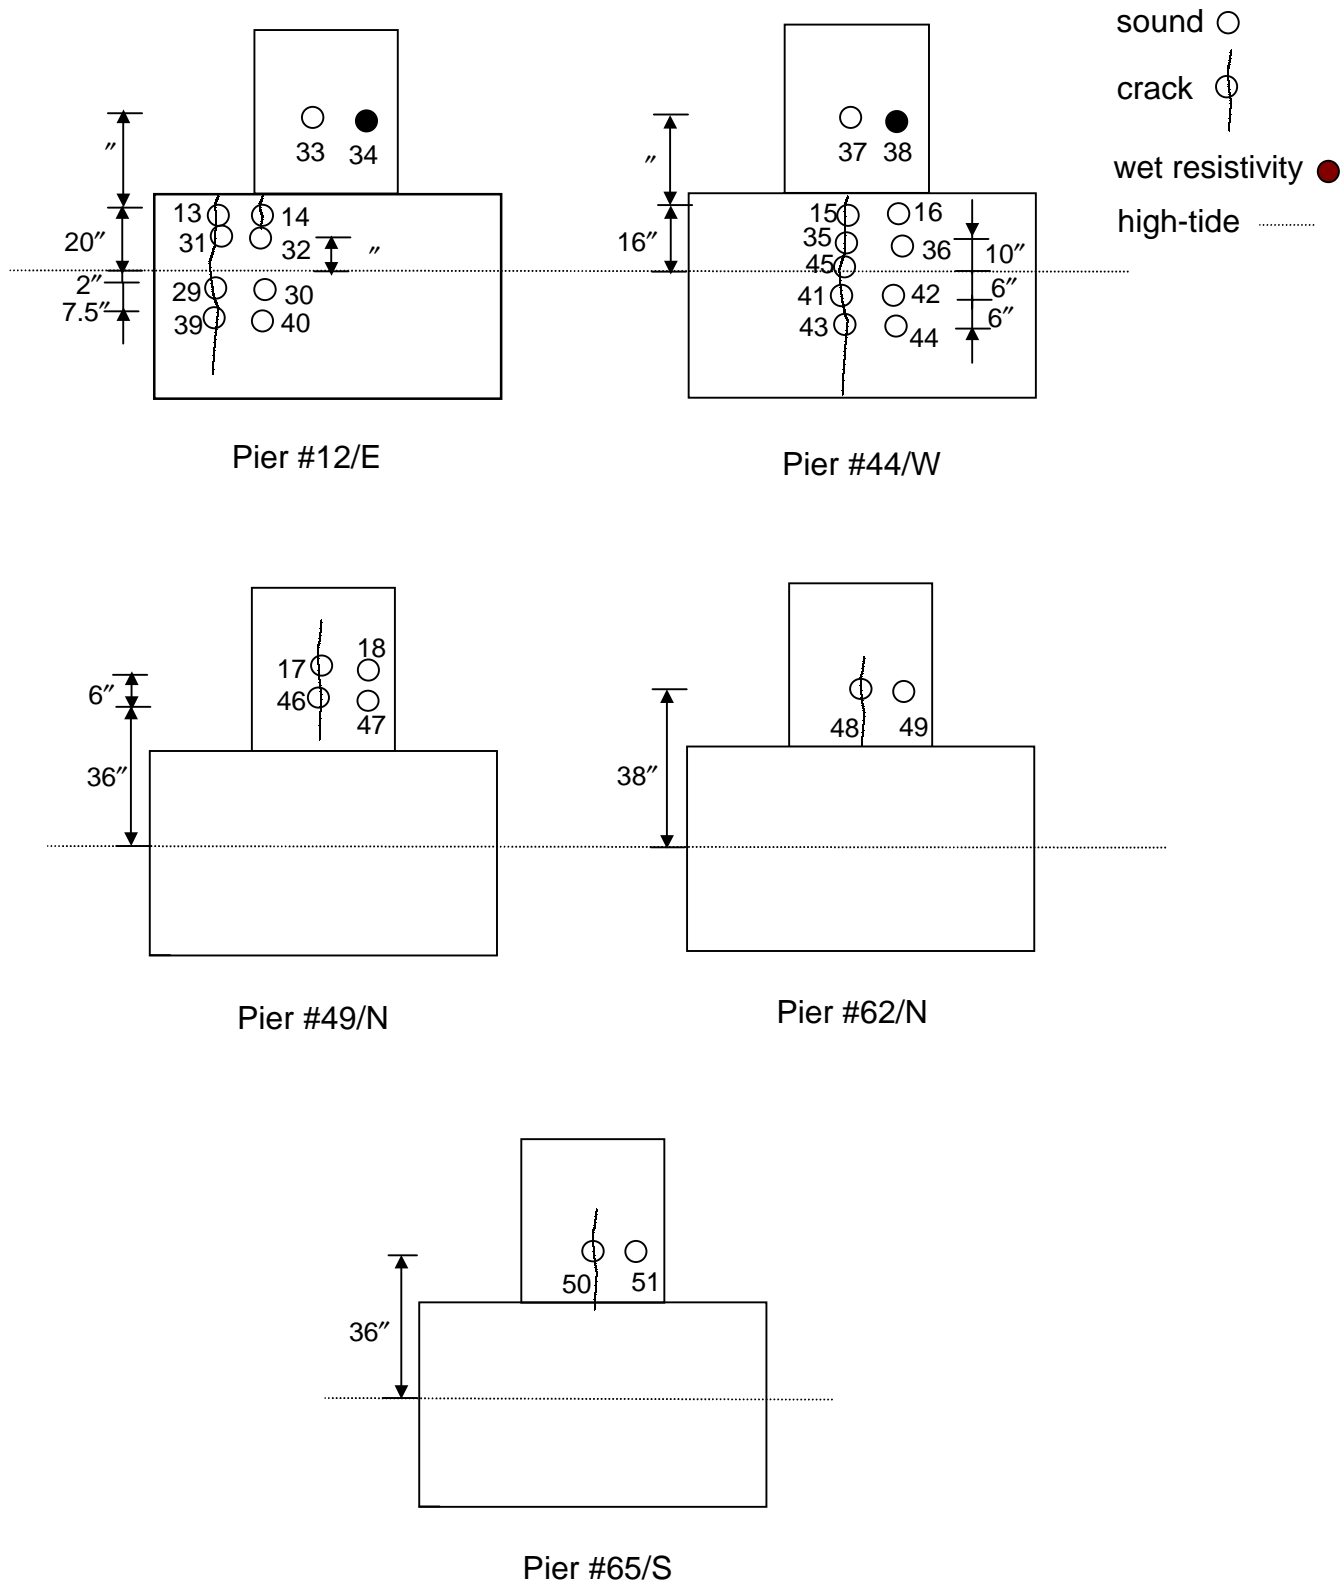 sound
crack
wet resistivity
high-tide
″
33 34
13 14
20″
31 32 ″
2″
29 30
7.5″
39 40
Pier #12/E
″
37 38
15 16
16″
35 36 10″
45
41 42 6″
43 44 6″
Pier #44/W
18
17
6″
46
47
36″
Pier #49/N
48 49
38″
Pier #62/N
50 51
36″
Pier #65/S